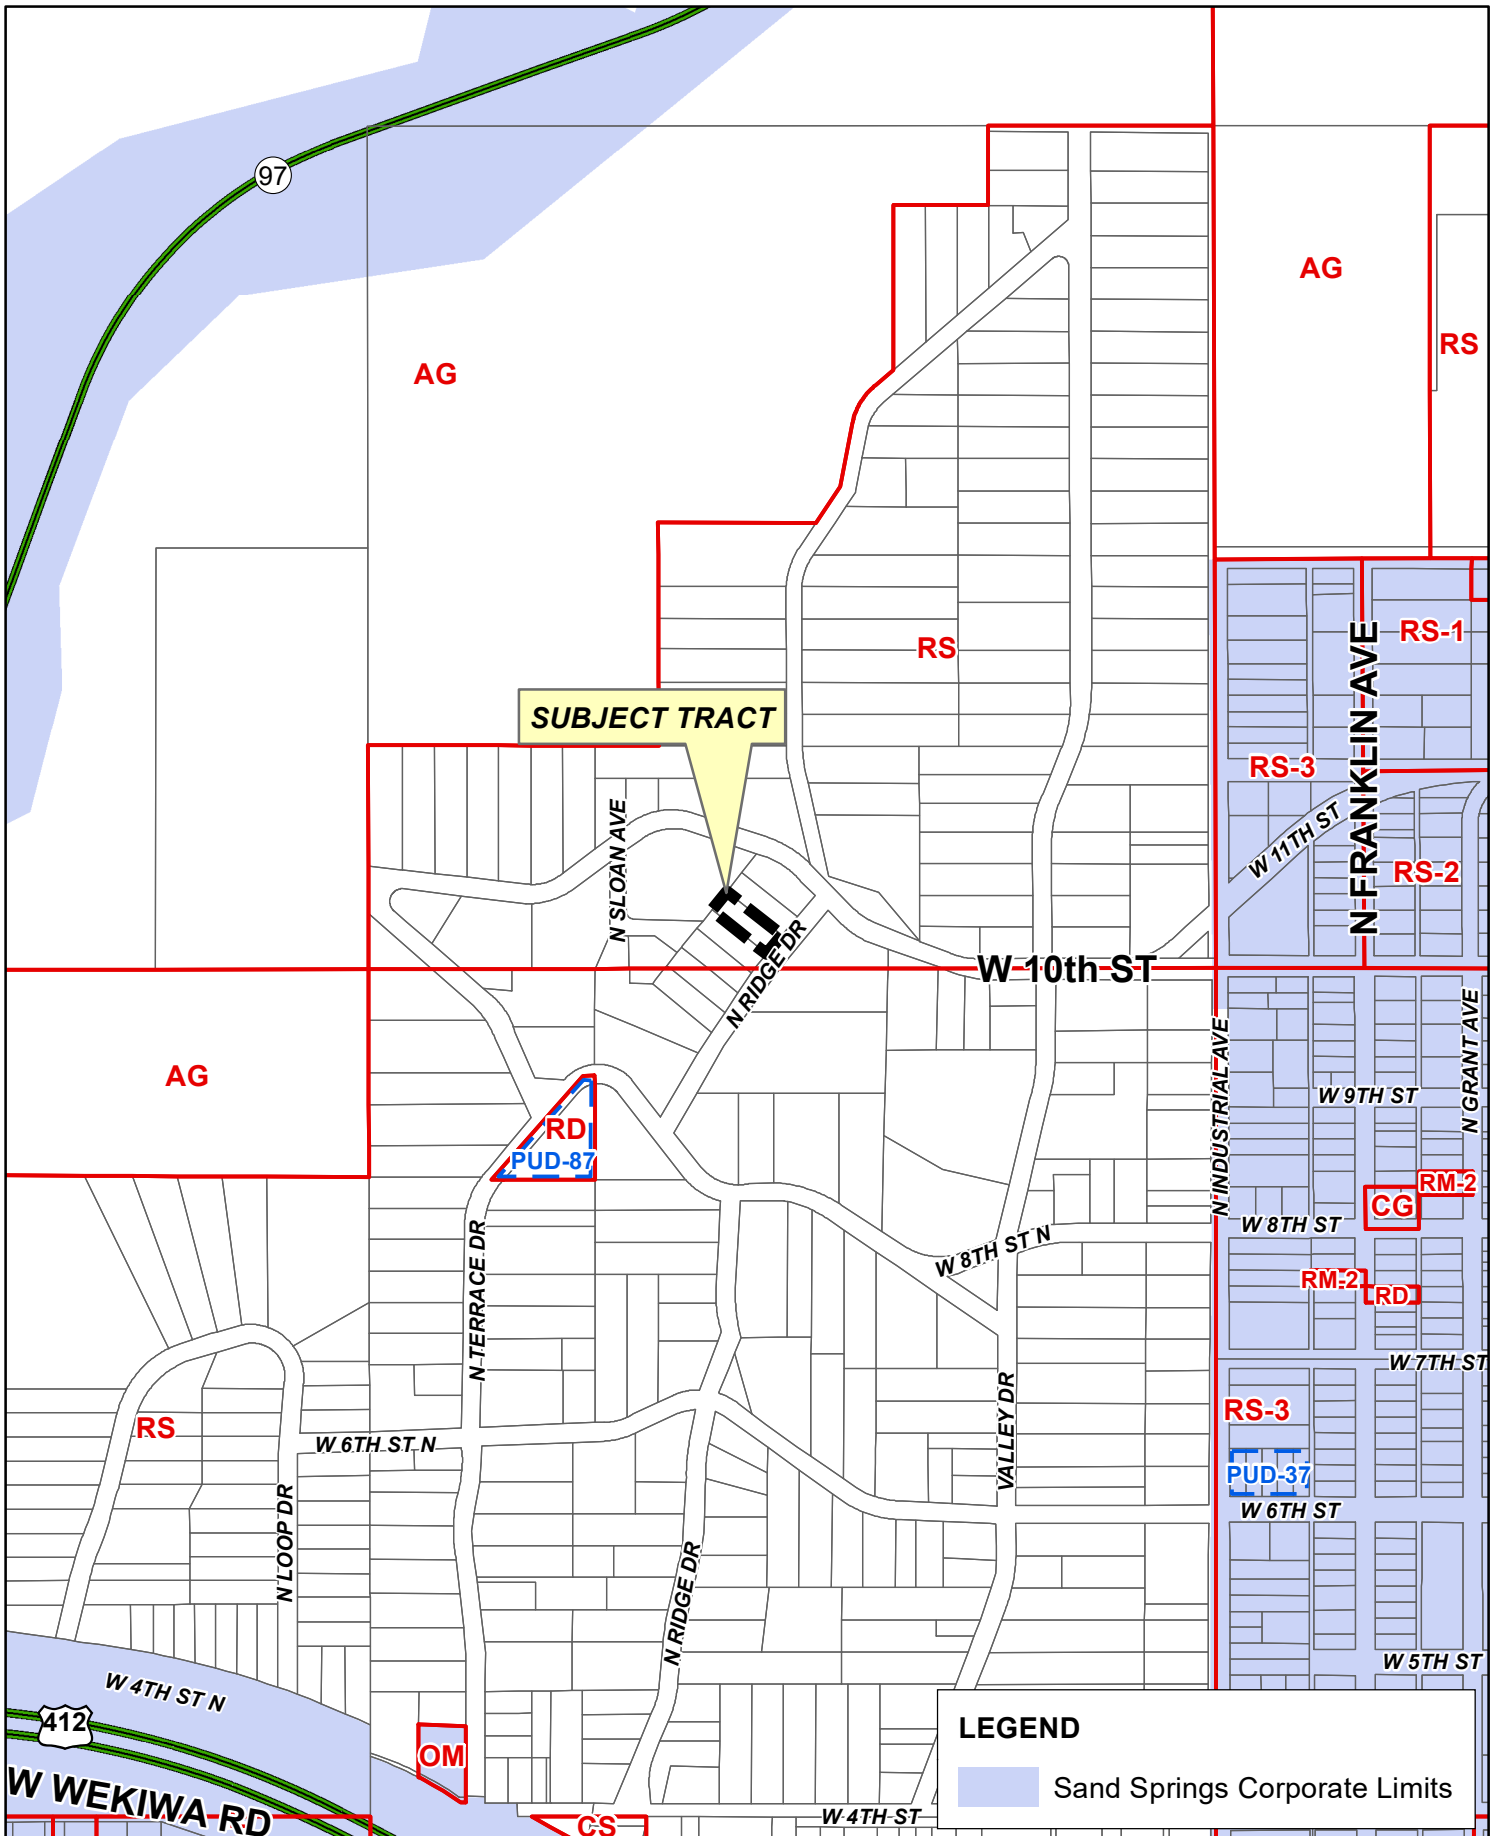 97
AG
AG
RS
RS
RS-1
N FRANKLIN AVE
SUBJECT TRACT
RS-3
N SLOAN AVE
W 11TH ST
RS-2
N RIDGE DR
W 10th ST
N INDUSTRIAL AVE
N GRANT AVE
AG
W 9TH ST
RD
PUD-87
RM-2
CG
W 8TH ST
W 8TH ST N
N TERRACE DR
RM-2
RD
W 7TH ST
VALLEY DR
RS-3
RS
W 6TH ST N
PUD-37
W 6TH ST
N LOOP DR
N RIDGE DR
W 5TH ST
W 4TH ST N
412
OM
W WEKIWA RD
CS
W 4TH ST
LEGEND
Sand Springs Corporate Limits